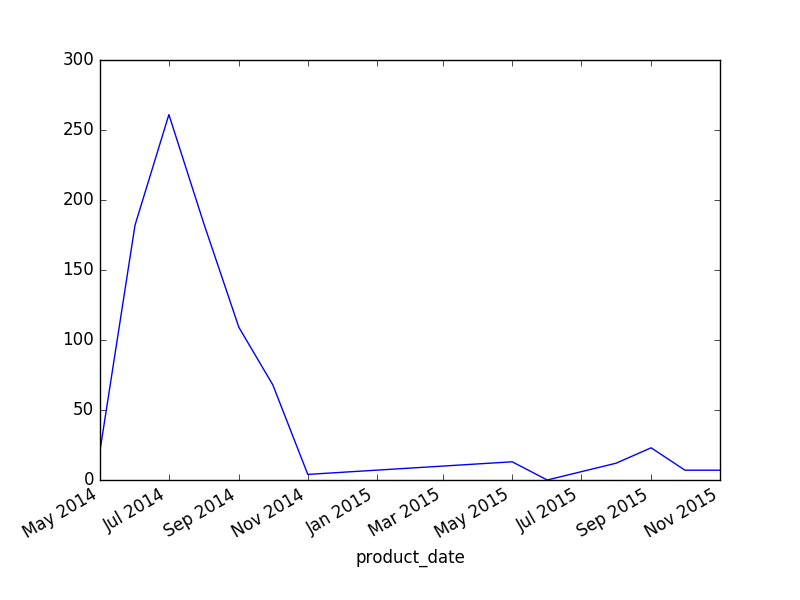 300
250
200
150
100
50
0
May 2014
Jul 2014
Sep 2014
Nov 2014
Jan 2015
Mar 2015
May 2015
Jul 2015
Sep 2015
Nov 2015
product_date